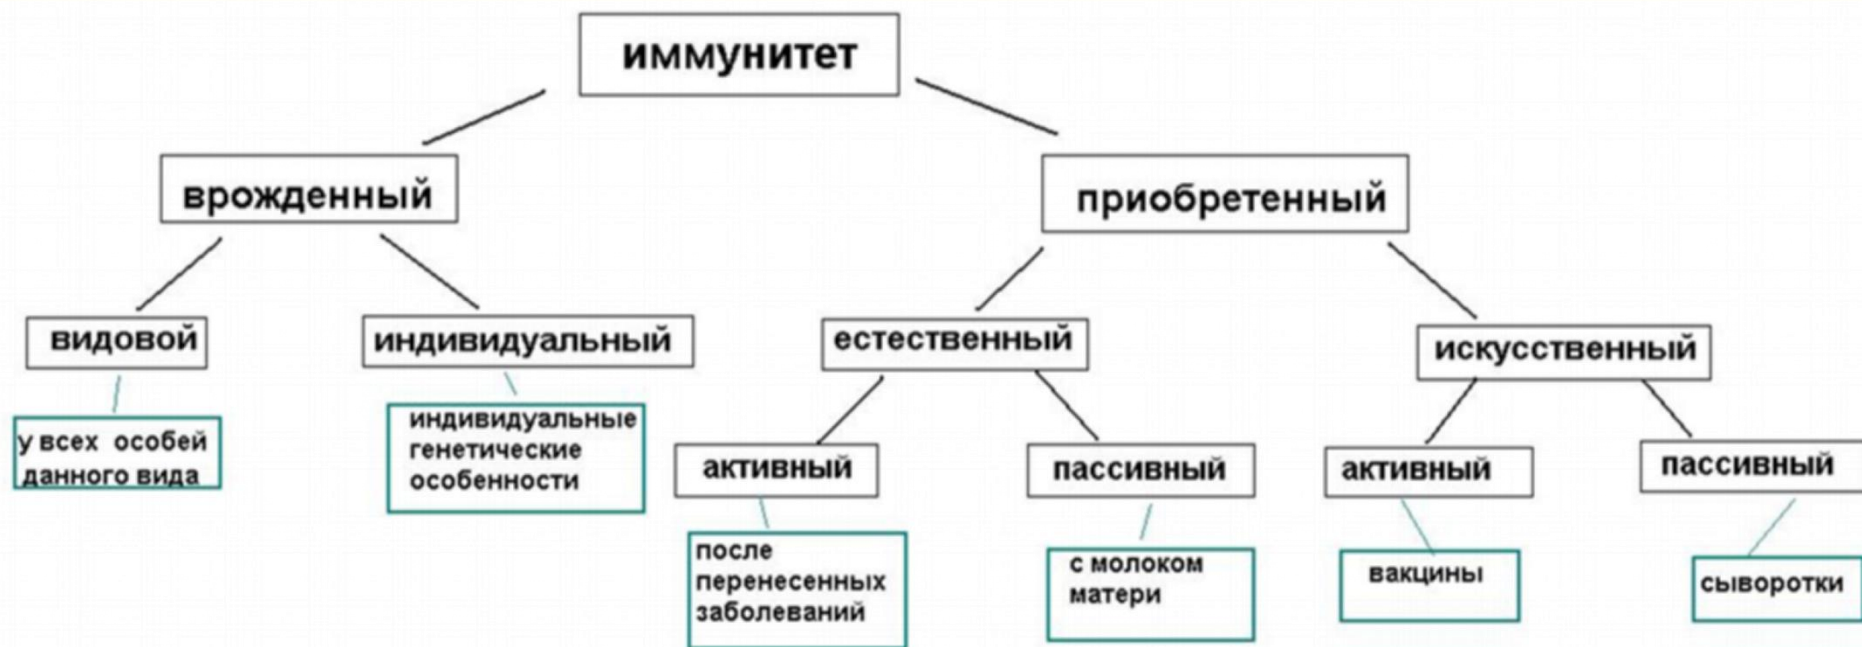 иммунитет
врожденный
приобретенный
видовой
индивидуальный
естественный
искусственный
у всех особей
данного вида
индивидуальные
генетические
особенности
активный
пассивный
активный
пассивный
после
перенесенных
заболеваний
с молоком
матери
вакцины
сыворотки